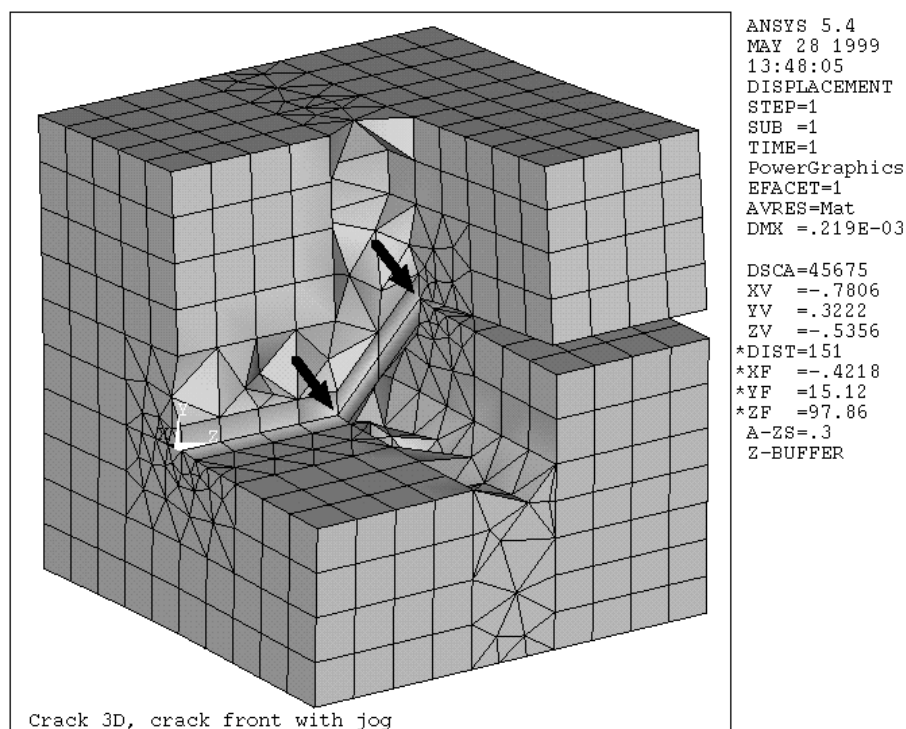 ANSYS 5.4
MAY 28 1999
13:48:05
DISPLACEMENT
STEP=1
SUB =1
TIME=1
PowerGraphics
EFACET=1
AVRES=Mat
DMX =.219E-03
DSCA=45675
XV =-.7806
YV =.3222
ZV =-.5356
*DIST=151
*XF =-.4218
*YF =15.12
*ZF =97.86
A-ZS=.3
Z-BUFFER
Y
Z
Crack 3D, crack front with jog